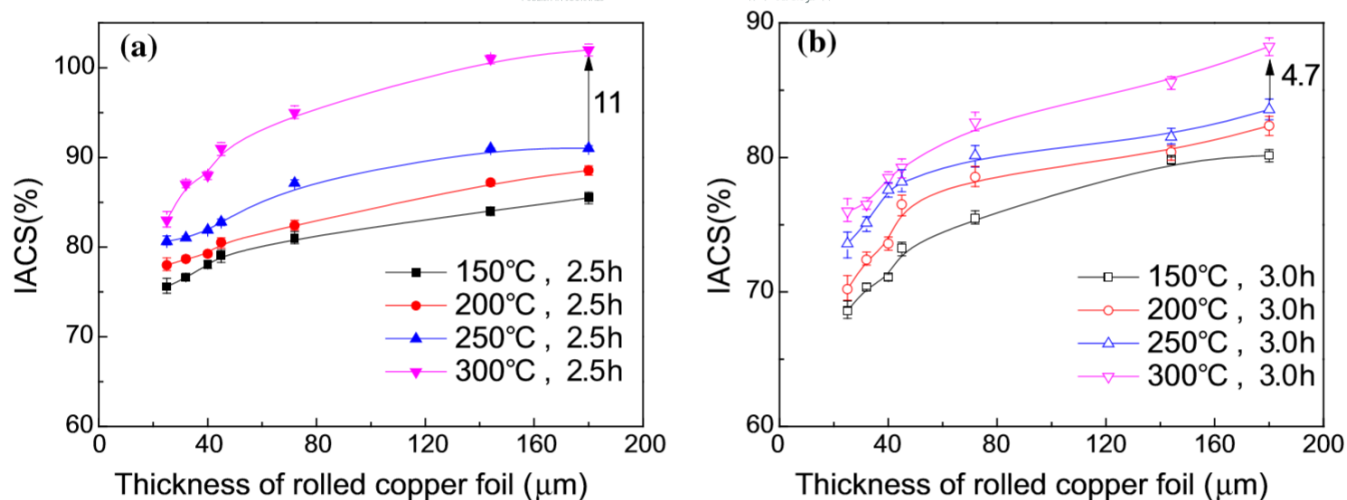 (a)
100
90
80
70
60
IACS(%)
11
150℃ , 2.5h
200℃ , 2.5h
250℃ , 2.5h
300℃ , 2.5h
0 40 80 120 160 200
Thickness of rolled copper foil (μm)
(b)
90
80
70
60
IACS(%)
4.7
150℃ , 3.0h
200℃ , 3.0h
250℃ , 3.0h
300℃ , 3.0h
0 40 80 120 160 200
Thickness of rolled copper foil (μm)